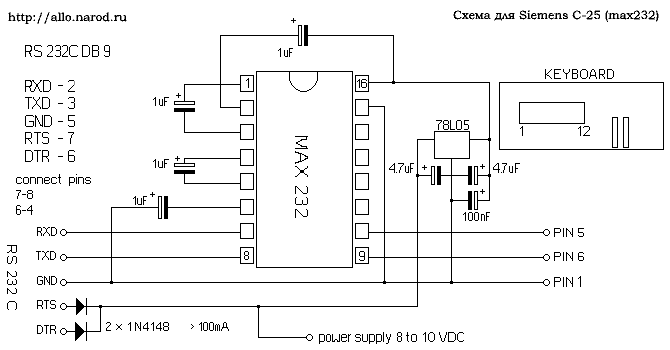 http://allo.narod.ru
Схема для Siemens C-25 (max232)
RS 232C DB 9
RXD - 2
TXD - 3
GND - 5
RTS - 7
DTR - 6
connect pins
7-8
6-4
1uF
+
1uF
+
1uF
+
1uF
+
1
16
8
9
MAX 232
KEYBOARD
1
12
78L05
4.7uF
+
+
4.7uF
+
100nF
RXD
TXD
GND
RTS
DTR
RS 232 C
PIN 5
PIN 6
PIN 1
2 × 1N4148 > 100mA
power supply 8 to 10 VDC